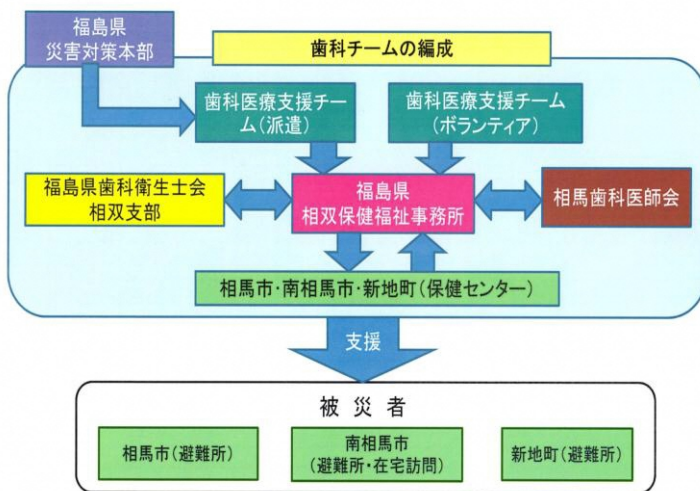 福島県
災害対策本部
歯科チームの編成
歯科医療支援チー
ム(派遣)
歯科医療支援チーム
(ボランティア)
福島県歯科衛生士会
相双支部
福島県
相双保健福祉事務所
相馬歯科医師会
相馬市・南相馬市・新地町(保健センター)
支援
被 災 者
相馬市(避難所)
南相馬市
(避難所・在宅訪問)
新地町(避難所)